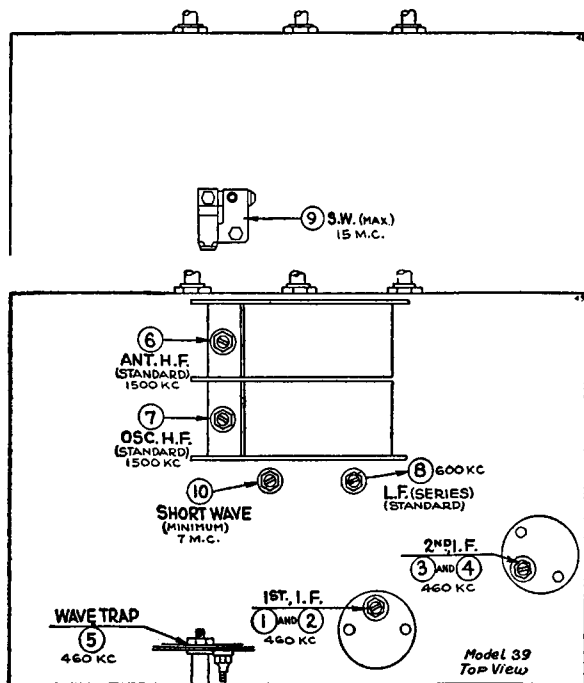 9 S.W. (MAX.)
15 M.C.
6
ANT. H.F.
(STANDARD)
1500 KC
7
OSC. H.F.
(STANDARD)
1500 KC
10
SHORT WAVE
(MINIMUM)
7 M.C.
8 600 KC
L.F. (SERIES)
(STANDARD)
2ND. I.F.
3 AND 4
460 KC
1ST. I.F.
1 AND 2
460 KC
WAVE TRAP
5
460 KC
Model 39
Top View